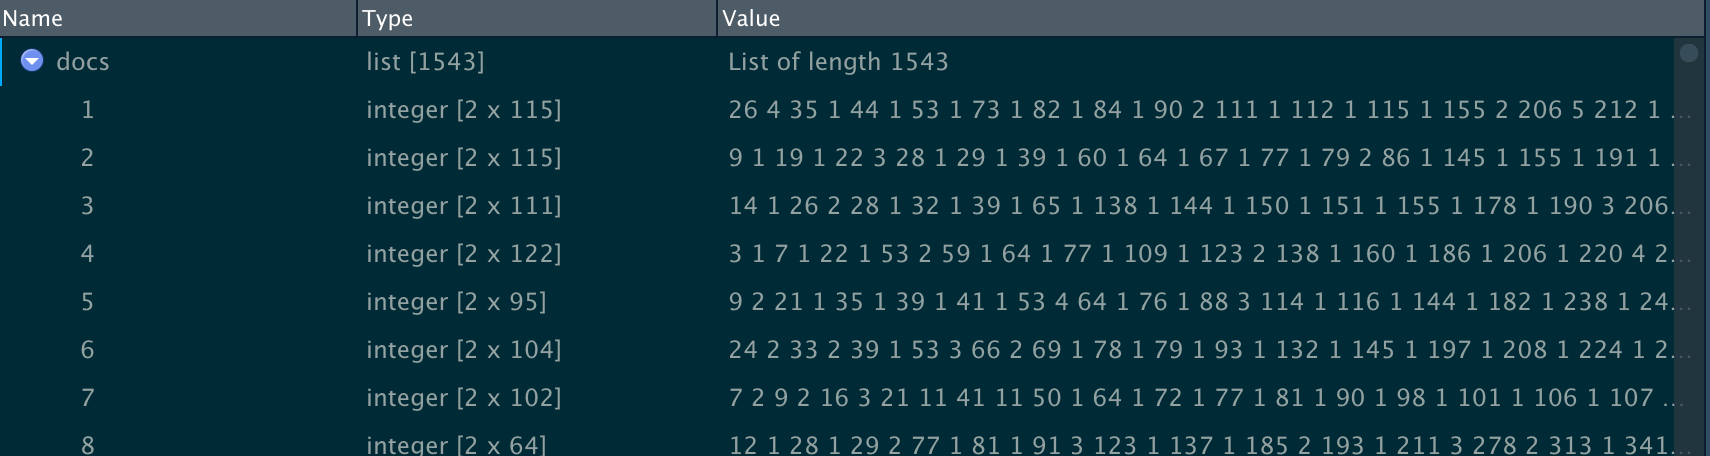 Name Type Value
docs list [1543] List of length 1543
1 integer [2 x 115] 26 4 35 1 44 1 53 1 73 1 82 1 84 1 90 2 111 1 112 1 115 1 155 2 206 5 212 1 ...
2 integer [2 x 115] 9 1 19 1 22 3 28 1 29 1 39 1 60 1 64 1 67 1 77 1 79 2 86 1 145 1 155 1 191 1 ...
3 integer [2 x 111] 14 1 26 2 28 1 32 1 39 1 65 1 138 1 144 1 150 1 151 1 155 1 178 1 190 3 206...
4 integer [2 x 122] 3 1 7 1 22 1 53 2 59 1 64 1 77 1 109 1 123 2 138 1 160 1 186 1 206 1 220 4 2...
5 integer [2 x 95] 9 2 21 1 35 1 39 1 41 1 53 4 64 1 76 1 88 3 114 1 116 1 144 1 182 1 238 1 24...
6 integer [2 x 104] 24 2 33 2 39 1 53 3 66 2 69 1 78 1 79 1 93 1 132 1 145 1 197 1 208 1 224 1 2...
7 integer [2 x 102] 7 2 9 2 16 3 21 11 41 11 50 1 64 1 72 1 77 1 81 1 90 1 98 1 101 1 106 1 107 ...
8 integer [2 x 64] 12 1 28 1 29 2 77 1 81 1 91 3 123 1 137 1 185 2 193 1 211 3 278 2 313 1 341...